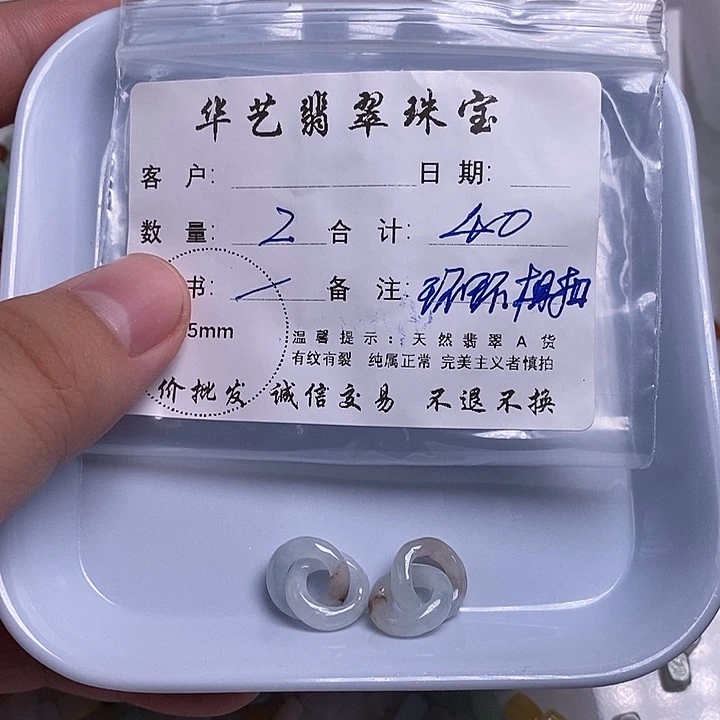 华艺翡翠珠宝
客 户: 日 期:
数 量: 2 合 计: 40
书: 一 备 注: 环环相扣
5mm
温馨提示:天然翡翠A货
有纹有裂 纯属正常 完美主义者慎拍
价批发 诚信交易 不退不换